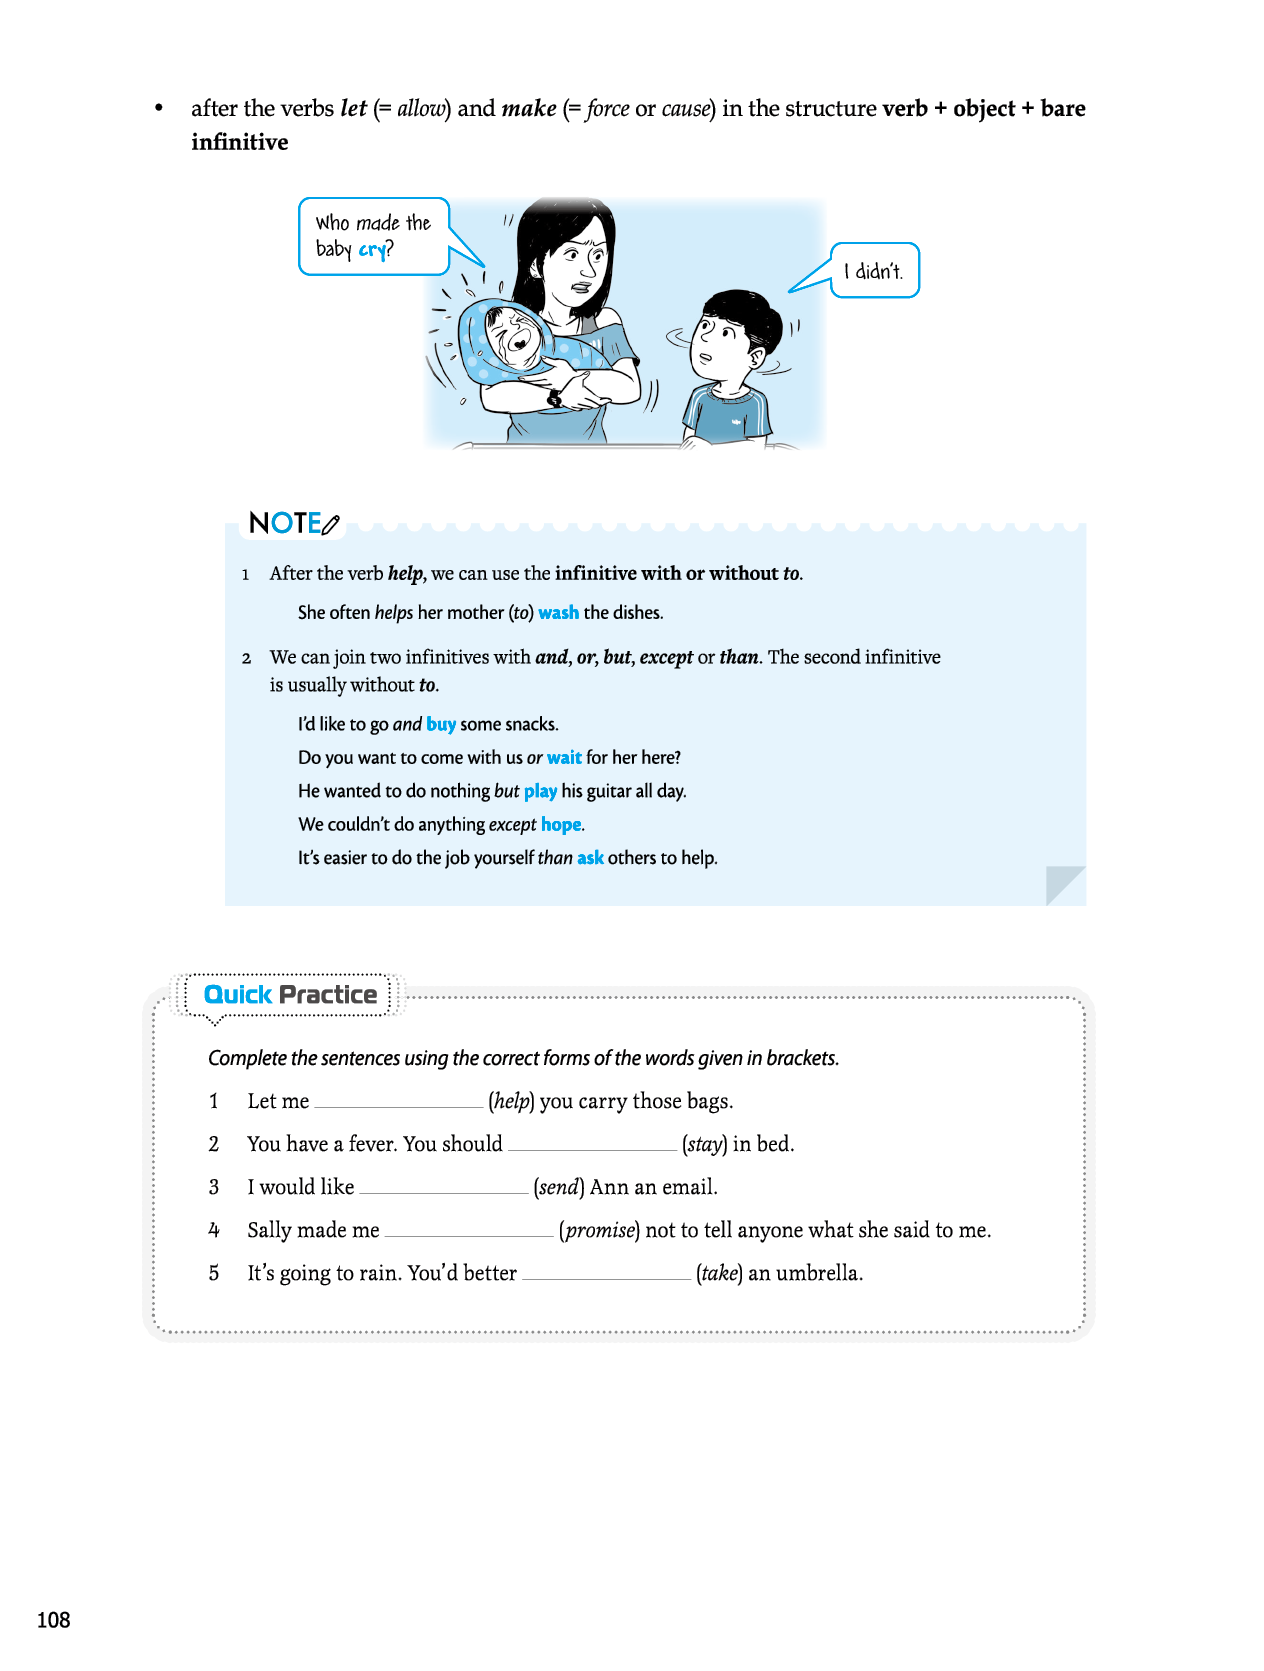 • after the verbs let (= allow) and make (= force or cause) in the structure verb + object + bare
infinitive
Who made the
baby cry?
I didn't.
NOTE
1 After the verb help, we can use the infinitive with or without to.
She often helps her mother (to) wash the dishes.
2 We can join two infinitives with and, or, but, except or than. The second infinitive
is usually without to.
I'd like to go and buy some snacks.
Do you want to come with us or wait for her here?
He wanted to do nothing but play his guitar all day.
We couldn't do anything except hope.
It's easier to do the job yourself than ask others to help.
Quick Practice
Complete the sentences using the correct forms of the words given in brackets.
1 Let me ________________ (help) you carry those bags.
2 You have a fever. You should ________________ (stay) in bed.
3 I would like ________________ (send) Ann an email.
4 Sally made me ________________ (promise) not to tell anyone what she said to me.
5 It's going to rain. You'd better ________________ (take) an umbrella.
108